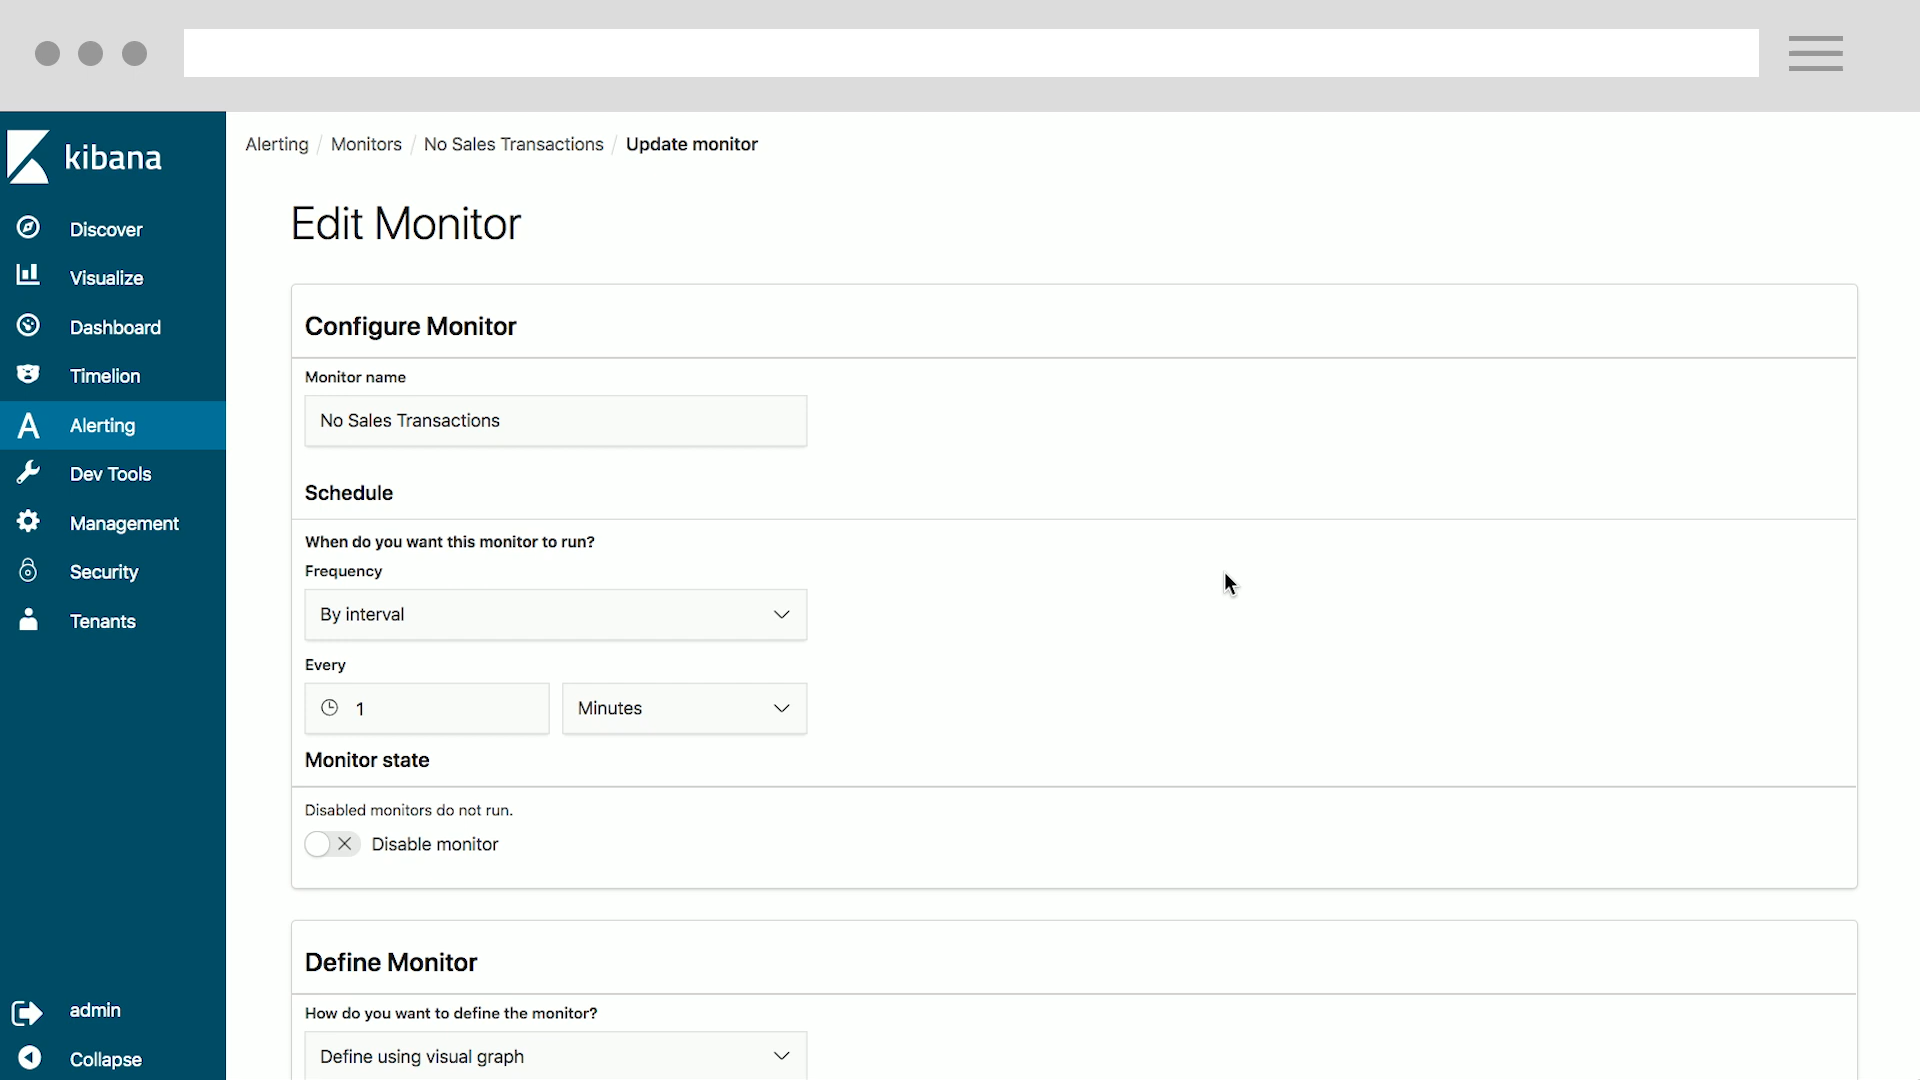 kibana
Discover
Visualize
Dashboard
Timelion
Alerting
Dev Tools
Management
Security
Tenants
admin
Collapse
Alerting / Monitors / No Sales Transactions / Update monitor
Edit Monitor
Configure Monitor
Monitor name
No Sales Transactions
Schedule
When do you want this monitor to run?
Frequency
By interval
Every
1 Minutes
Monitor state
Disabled monitors do not run.
Disable monitor
Define Monitor
How do you want to define the monitor?
Define using visual graph